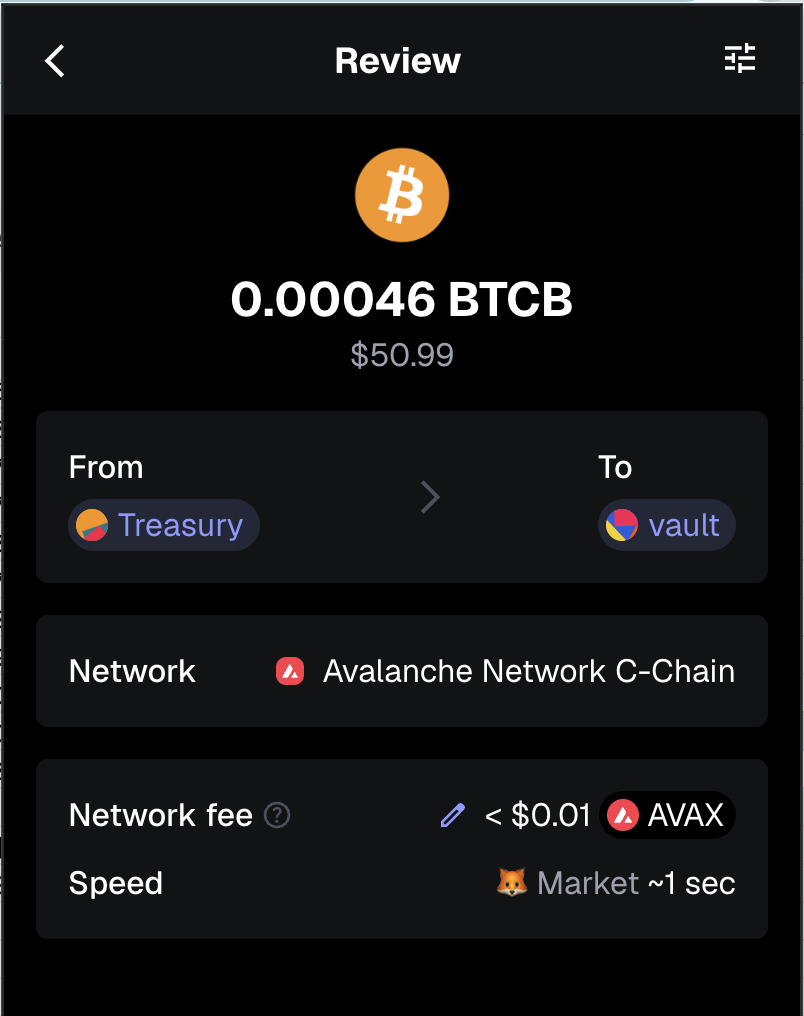 Review
0.00046 BTCB
$50.99
From
To
Treasury
vault
Network
Avalanche Network C-Chain
Network fee ?
< $0.01 AVAX
Speed
Market ~1 sec